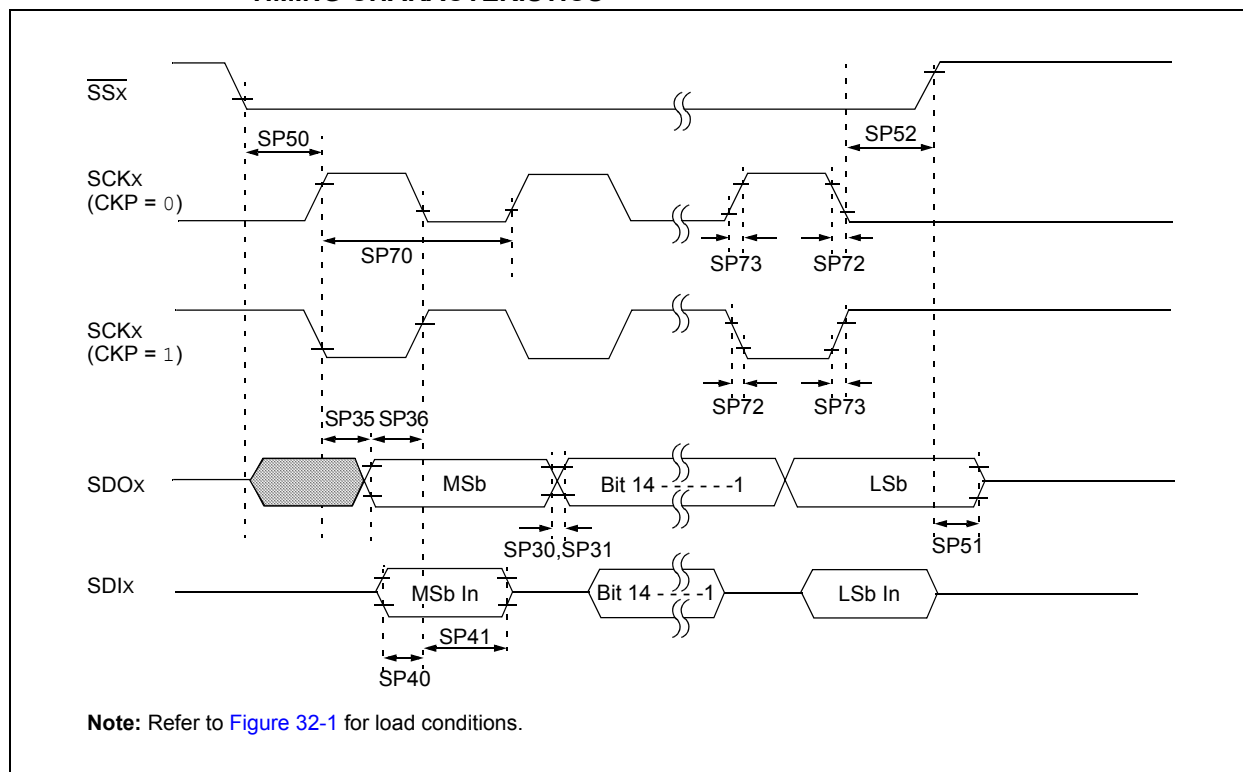 SSx
SP50
SP52
SCKx
(CKP = 0)
SP70
SP73
SP72
SCKx
(CKP = 1)
SP72
SP73
SP35 SP36
SDOx
MSb
Bit 14 - - - - - - -1
LSb
SP30,SP31
SP51
SDIx
MSb In
Bit 14 - - - - -1
LSb In
SP41
SP40
Note: Refer to Figure 32-1 for load conditions.